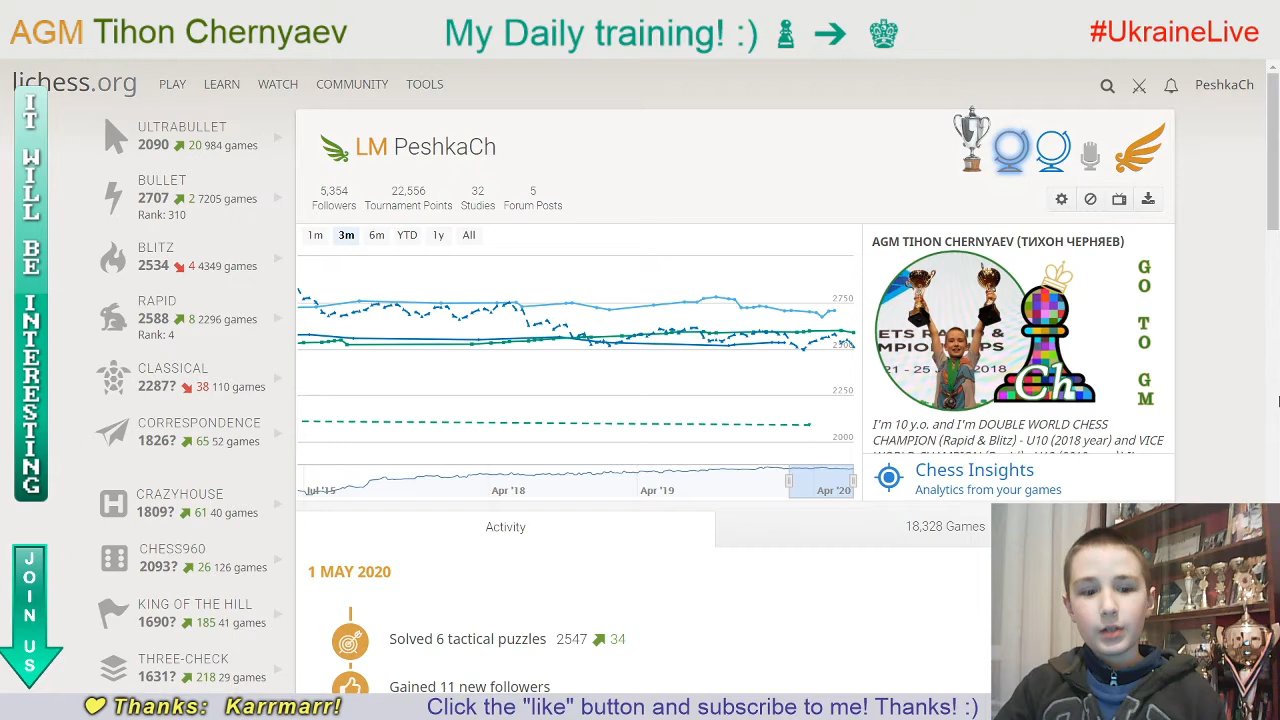 AGM Tihon Chernyaev
My Daily training! :) ♟ → ♚
#UkraineLive
lichess.org
PLAY
LEARN
WATCH
COMMUNITY
TOOLS
PeshkaCh
IT WILL BE INTERESTING
JOIN US
ULTRABULLET
2090 20 984 games
BULLET
2707 2 7205 games
Rank: 310
BLITZ
2534 4 4349 games
RAPID
2588 8 2296 games
Rank: 4
CLASSICAL
2287? 38 110 games
CORRESPONDENCE
1826? 65 52 games
CRAZYHOUSE
1809? 61 40 games
CHESS960
2093? 26 126 games
KING OF THE HILL
1690? 185 41 games
THREE-CHECK
1631? 218 29 games
LM PeshkaCh
5,354 22,556 32 5
Followers Tournament Points Studies Forum Posts
1m 3m 6m YTD 1y All
2750
2500
2250
2000
Jul '15 Apr '18 Apr '19 Apr '20
AGM TIHON CHERNYAEV (ТИХОН ЧЕРНЯЕВ)
ETS RAPID &
MPIONSHIPS
21 - 25 2018
Ch
GO TO GM
I'm 10 y.o. and I'm DOUBLE WORLD CHESS
CHAMPION (Rapid & Blitz) - U10 (2018 year) and VICE
Chess Insights
Analytics from your games
Activity
18,328 Games
1 MAY 2020
Solved 6 tactical puzzles 2547 34
Gained 11 new followers
Thanks: Karrmarr!
Click the "like" button and subscribe to me! Thanks! :)